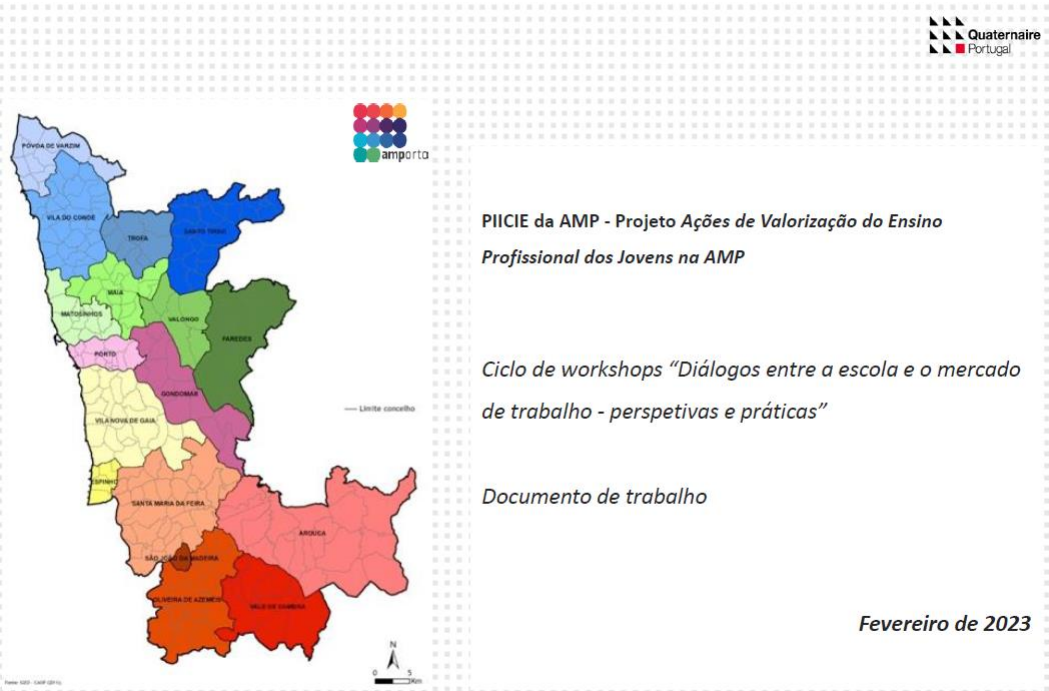 Quaternaire
Portugal
amporto
PÓVOA DE VARZIM
VILA DO CONDE
TROFA
SANTO TIRSO
MAIA
MATOSINHOS
VALONGO
PAREDES
PORTO
GONDOMAR
Limite concelho
VILA NOVA DE GAIA
ESPINHO
SANTA MARIA DA FEIRA
AROUCA
SÃO JOÃO DA MADEIRA
OLIVEIRA DE AZEMÉIS
VALE DE CAMBRA
N
0 5
Km
PIICIE da AMP - Projeto Ações de Valorização do Ensino
Profissional dos Jovens na AMP
Ciclo de workshops “Diálogos entre a escola e o mercado
de trabalho - perspetivas e práticas”
Documento de trabalho
Fevereiro de 2023